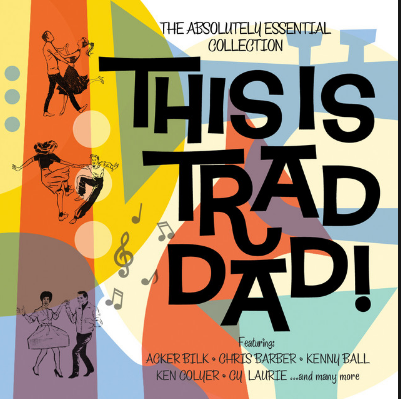 THE ABSOLUTELY ESSENTIAL
COLLECTION
THIS IS
TRAD
DAD!
Featuring:
ACKER BILK • CHRIS BARBER • KENNY BALL
KEN COLYER • CY LAURIE ...and many more